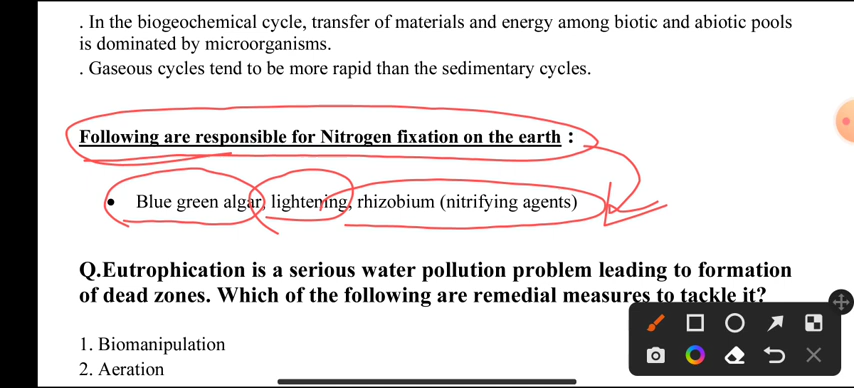 . In the biogeochemical cycle, transfer of materials and energy among biotic and abiotic pools
is dominated by microorganisms.
. Gaseous cycles tend to be more rapid than the sedimentary cycles.
Following are responsible for Nitrogen fixation on the earth :
• Blue green algar, lightening, rhizobium (nitrifying agents)
Q.Eutrophication is a serious water pollution problem leading to formation
of dead zones. Which of the following are remedial measures to tackle it?
1. Biomanipulation
2. Aeration